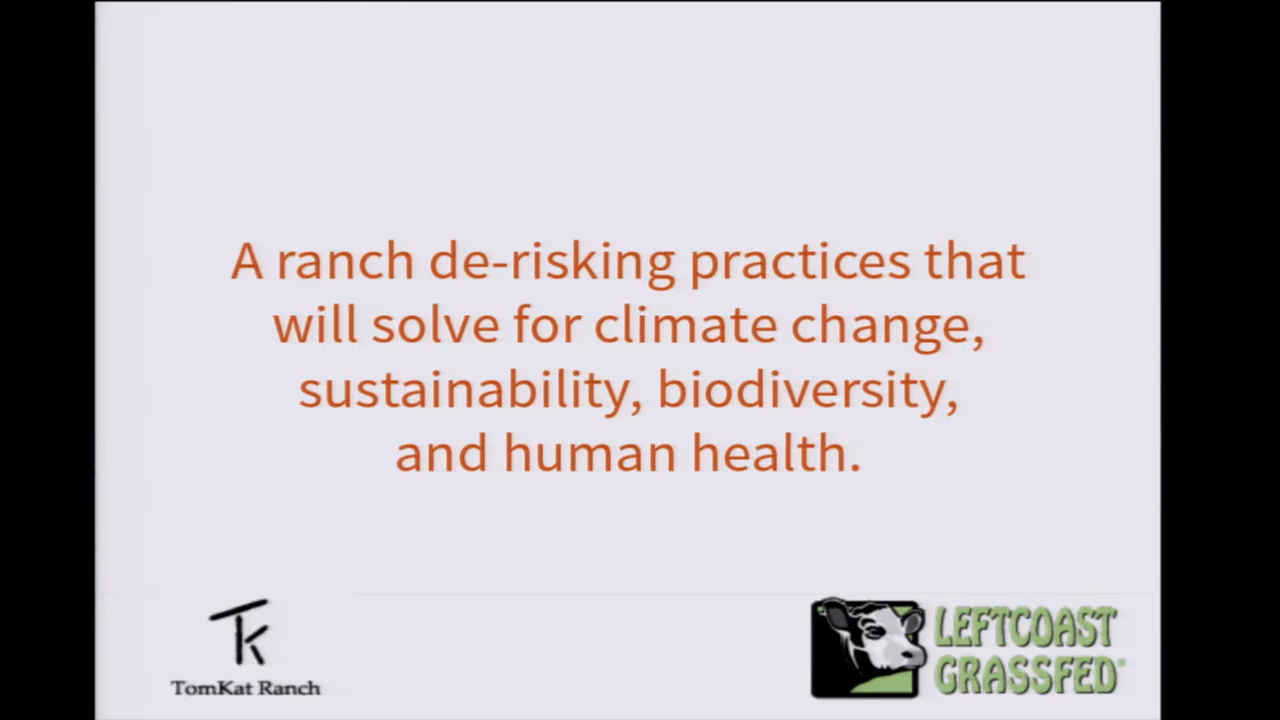 A ranch de-risking practices that
will solve for climate change,
sustainability, biodiversity,
and human health.
Tk
TomKat Ranch
LEFTCOAST
GRASSFED®